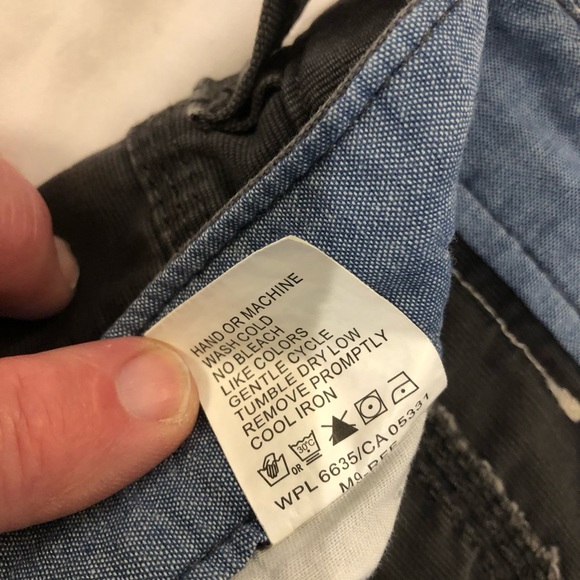 HAND OR MACHINE
WASH COLD
NO BLEACH
LIKE COLORS
GENTLE CYCLE
TUMBLE DRY LOW
REMOVE PROMPTLY
COOL IRON
OR 30°C
WPL 6635/CA 05331